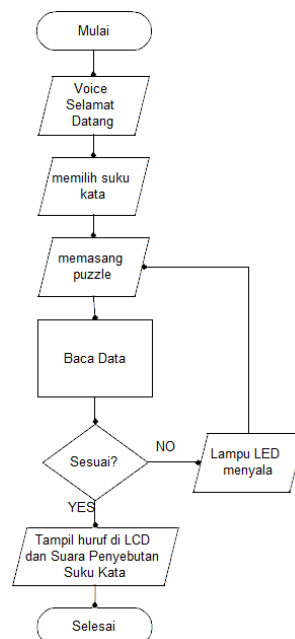 Mulai
Voice
Selamat
Datang
memilih suku
kata
memasang
puzzle
Baca Data
Sesuai?
NO
Lampu LED
menyala
YES
Tampil huruf di LCD
dan Suara Penyebutan
Suku Kata
Selesai